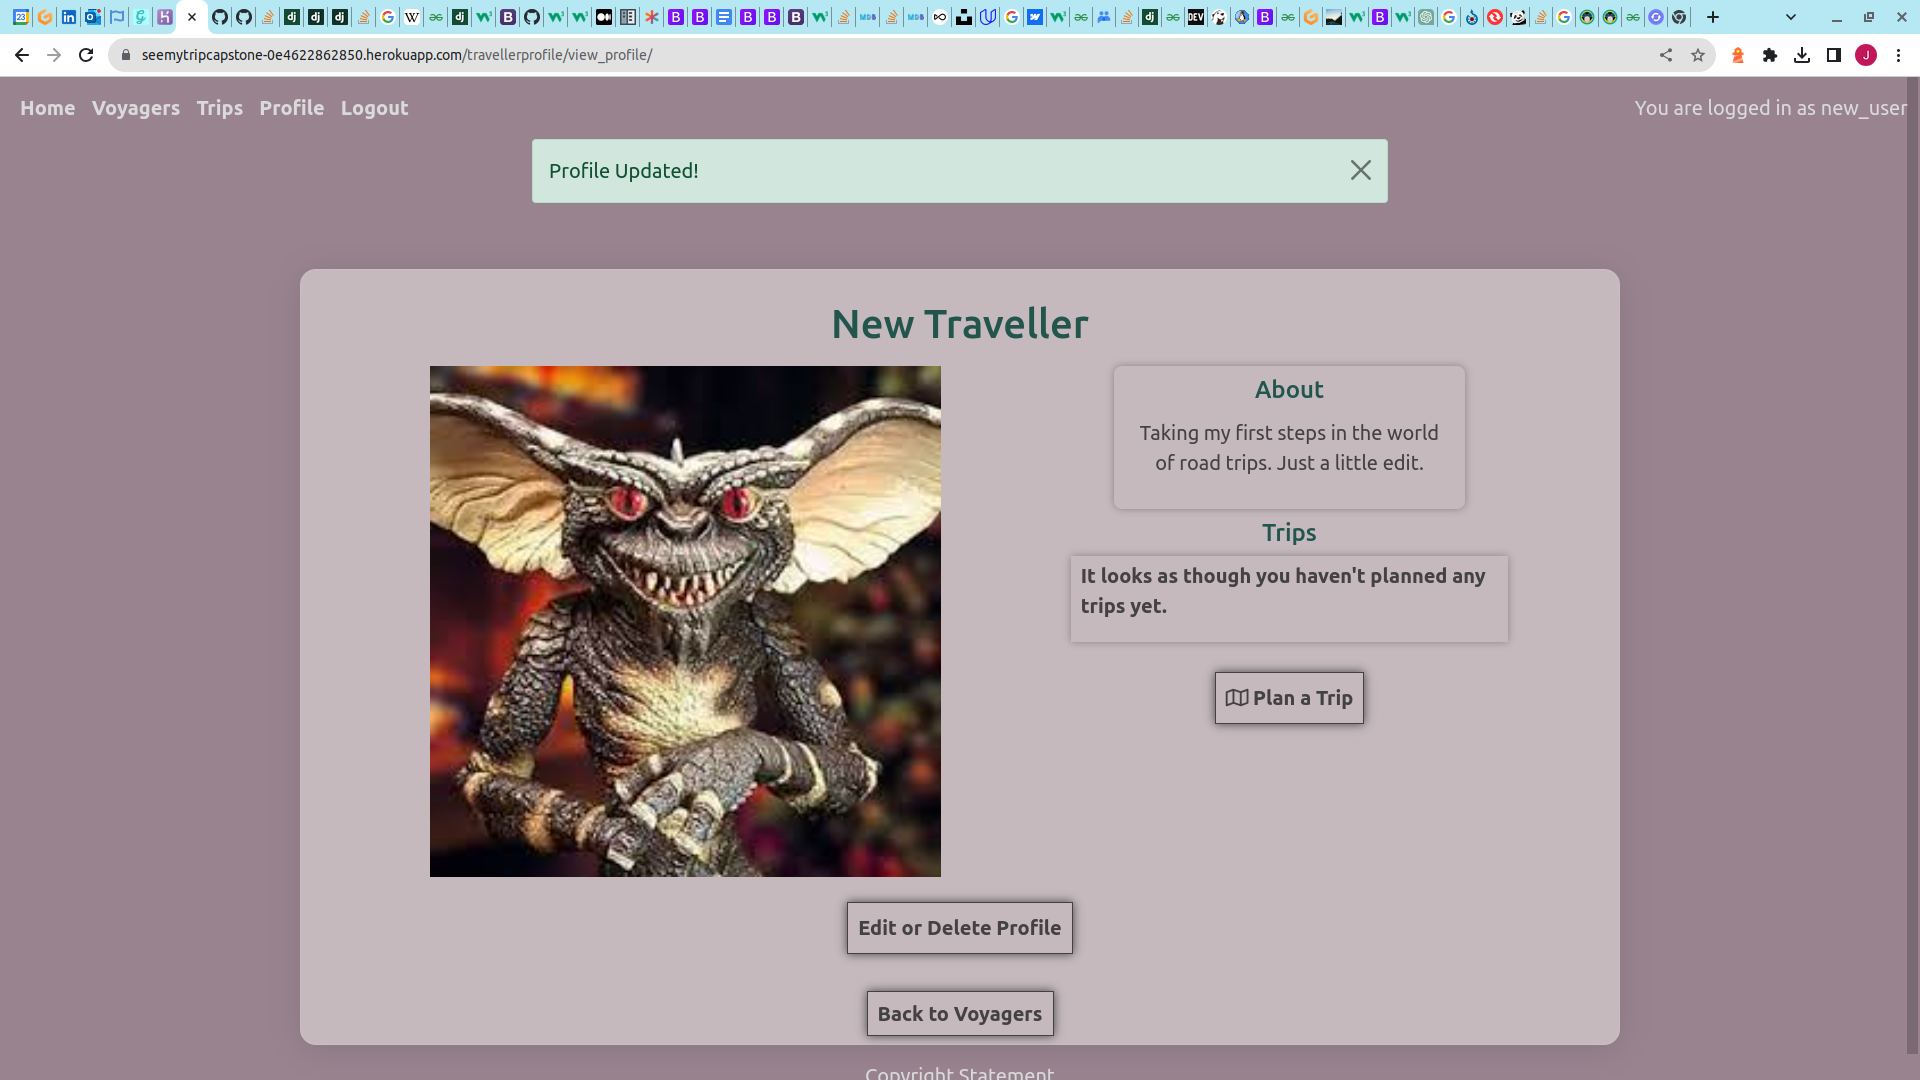 seemytripcapstone-0e4622862850.herokuapp.com/travellerprofile/view_profile/
J
Home Voyagers Trips Profile Logout
You are logged in as new_user
Profile Updated!
New Traveller
About
Taking my first steps in the world
of road trips. Just a little edit.
Trips
It looks as though you haven't planned any
trips yet.
Plan a Trip
Edit or Delete Profile
Back to Voyagers
Copyright Statement